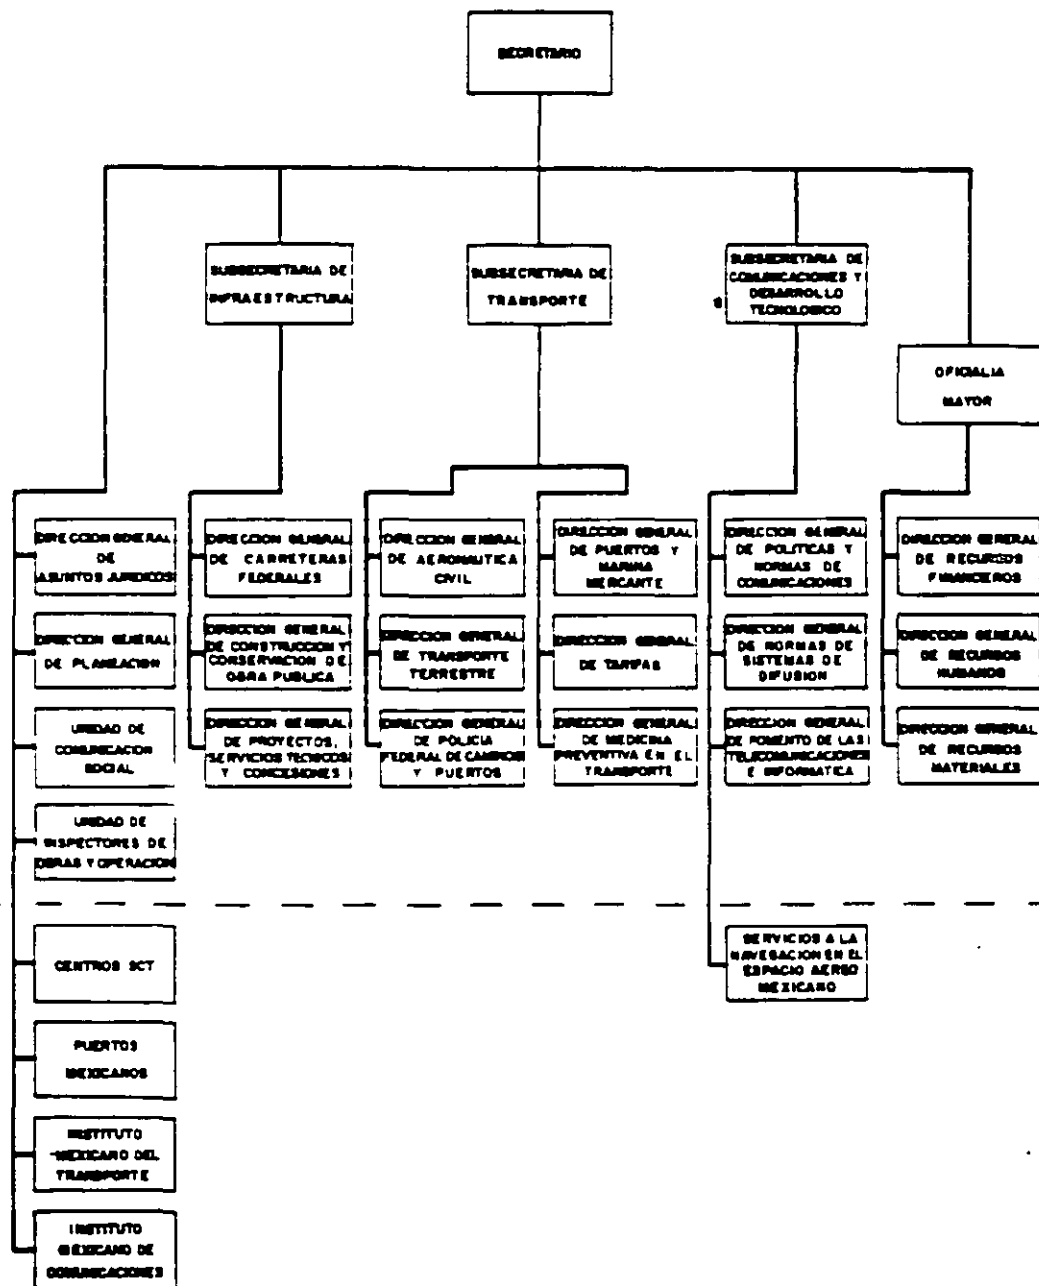 SECRETARIO
SUBSECRETARIA DE
INFRAESTRUCTURA
SUBSECRETARIA DE
TRANSPORTE
SUBSECRETARIA DE
COMUNICACIONES Y
DESARROLLO
TECNOLOGICO
OFICIALIA
MAYOR
DIRECCION GENERAL
DE
ASUNTOS JURIDICOS
DIRECCION GENERAL
DE PLANEACION
UNIDAD DE
COMUNICACION
SOCIAL
UNIDAD DE
INSPECTORES DE
OBRAS Y OPERACION
CENTROS SCT
PUERTOS
MEXICANOS
INSTITUTO
MEXICANO DEL
TRANSPORTE
INSTITUTO
MEXICANO DE
COMUNICACIONES
DIRECCION GENERAL
DE CARRETERAS
FEDERALES
DIRECCION GENERAL
DE CONSTRUCCION Y
CONSERVACION DE
OBRA PUBLICA
DIRECCION GENERAL
DE PROYECTOS,
SERVICIOS TECNICOS
Y CONCESIONES
DIRECCION GENERAL
DE AERONAUTICA
CIVIL
DIRECCION GENERAL
DE TRANSPORTE
TERRESTRE
DIRECCION GENERAL
DE POLICIA
FEDERAL DE CAMINOS
Y PUERTOS
DIRECCION GENERAL
DE PUERTOS Y
MARINA
MERCANTE
DIRECCION GENERAL
DE TARIFAS
DIRECCION GENERAL
DE MEDICINA
PREVENTIVA EN EL
TRANSPORTE
DIRECCION GENERAL
DE POLITICAS Y
NORMAS DE
COMUNICACIONES
DIRECCION GENERAL
DE NORMAS DE
SISTEMAS DE
DIFUSION
DIRECCION GENERAL
DE FOMENTO DE LAS
TELECOMUNICACIONES
E INFORMATICA
SERVICIOS A LA
NAVEGACION EN EL
ESPACIO AEREO
MEXICANO
DIRECCION GENERAL
DE RECURSOS
FINANCIEROS
DIRECCION GENERAL
DE RECURSOS
HUMANOS
DIRECCION GENERAL
DE RECURSOS
MATERIALES